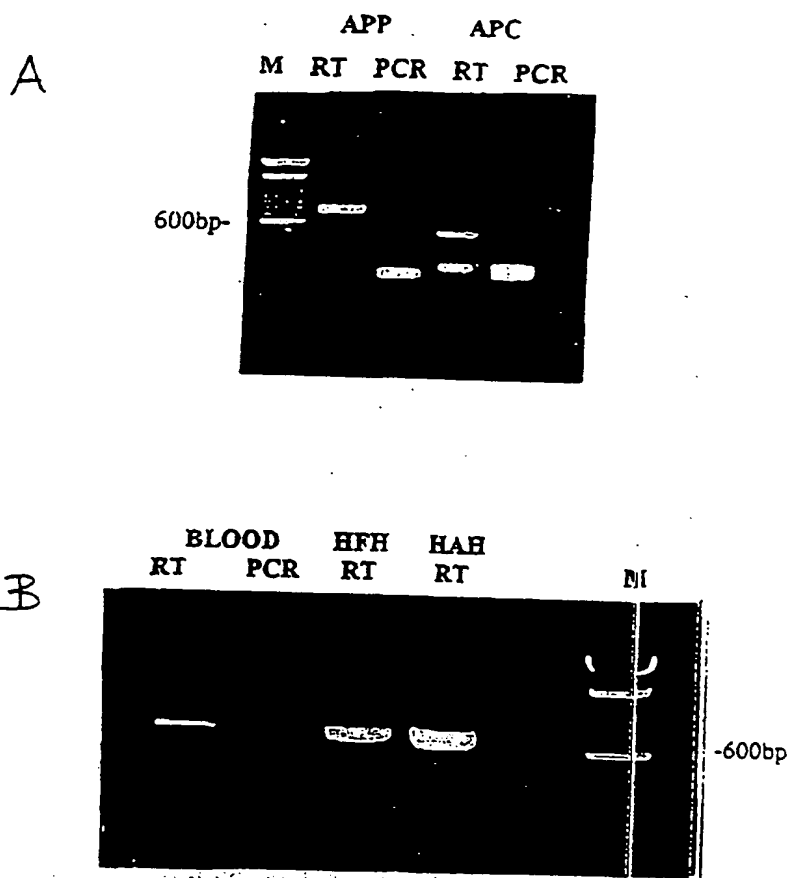 APP APC
A
M RT PCR RT PCR
600bp-
BLOOD HFH HAH
RT PCR RT RT M
B
-600bp